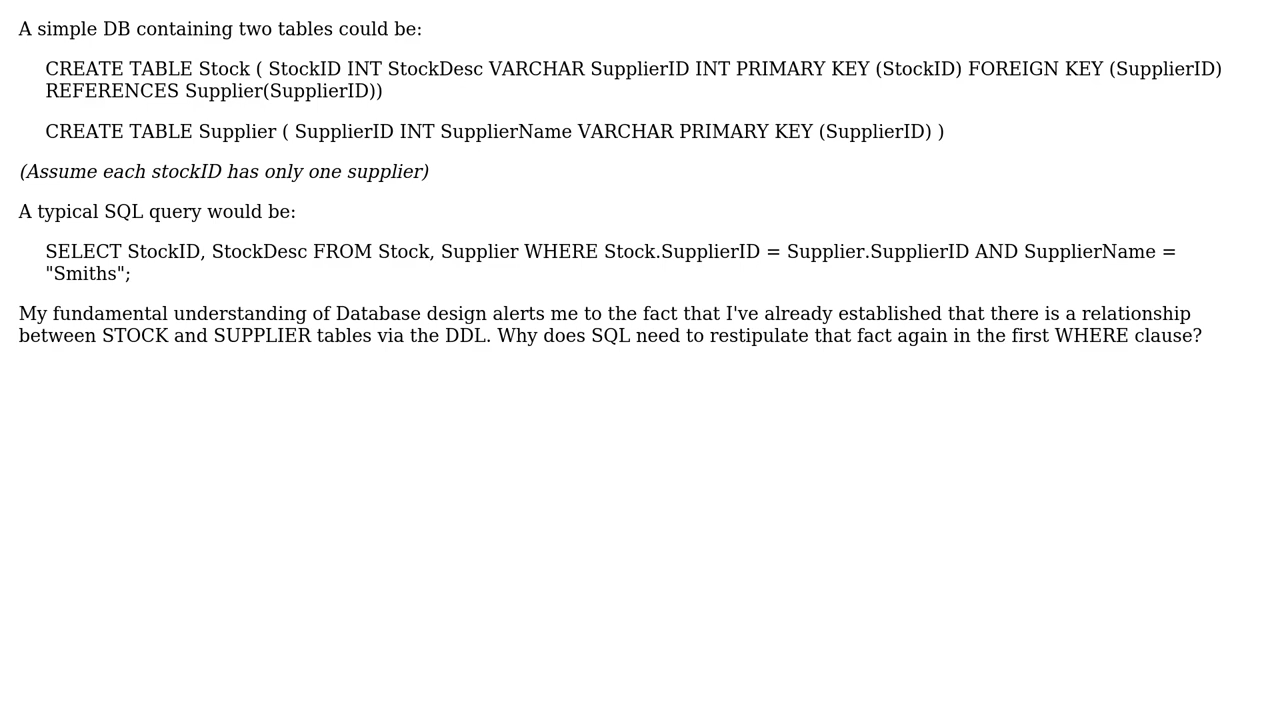 A simple DB containing two tables could be:
CREATE TABLE Stock ( StockID INT StockDesc VARCHAR SupplierID INT PRIMARY KEY (StockID) FOREIGN KEY (SupplierID)
REFERENCES Supplier(SupplierID))
CREATE TABLE Supplier ( SupplierID INT SupplierName VARCHAR PRIMARY KEY (SupplierID) )
(Assume each stockID has only one supplier)
A typical SQL query would be:
SELECT StockID, StockDesc FROM Stock, Supplier WHERE Stock.SupplierID = Supplier.SupplierID AND SupplierName =
"Smiths";
My fundamental understanding of Database design alerts me to the fact that I've already established that there is a relationship
between STOCK and SUPPLIER tables via the DDL. Why does SQL need to restipulate that fact again in the first WHERE clause?